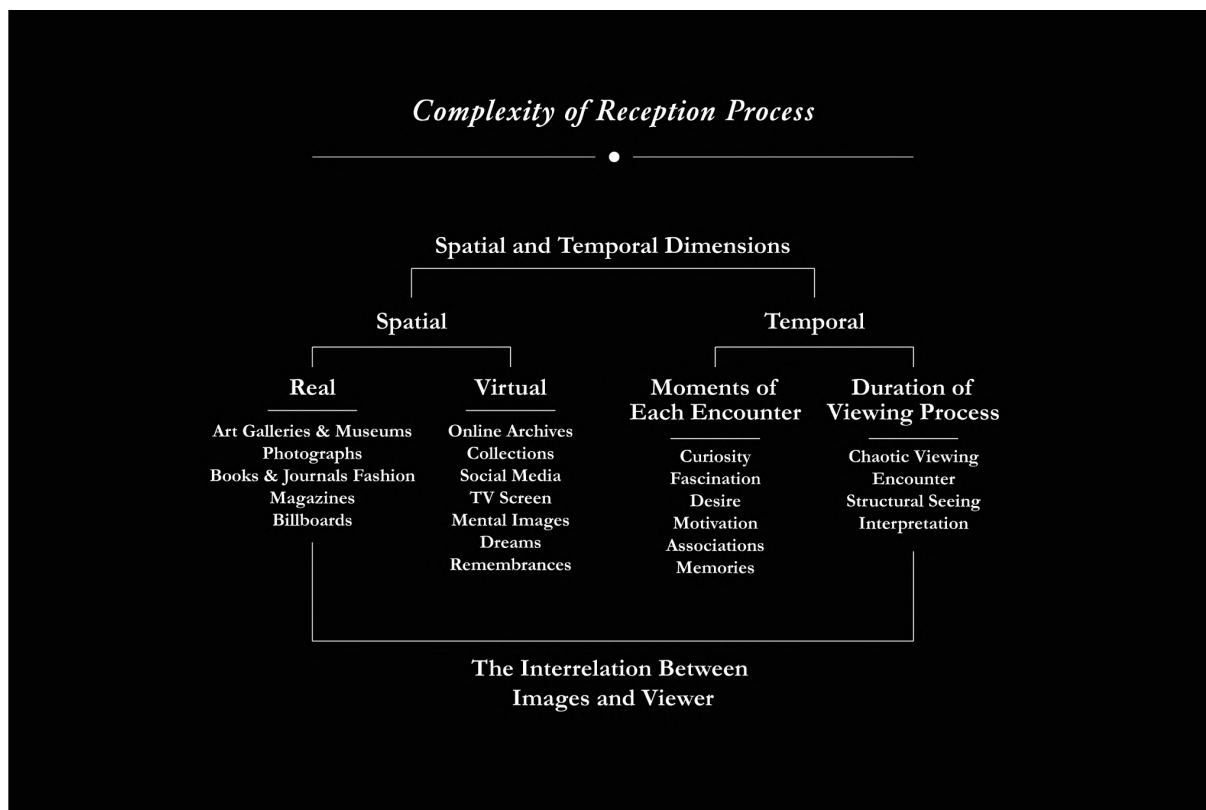 Complexity of Reception Process
Spatial and Temporal Dimensions
Spatial
Temporal
Real
Art Galleries & Museums
Photographs
Books & Journals Fashion
Magazines
Billboards
Virtual
Online Archives
Collections
Social Media
TV Screen
Mental Images
Dreams
Remembrances
Moments of
Each Encounter
Curiosity
Fascination
Desire
Motivation
Associations
Memories
Duration of
Viewing Process
Chaotic Viewing
Encounter
Structural Seeing
Interpretation
The Interrelation Between
Images and Viewer